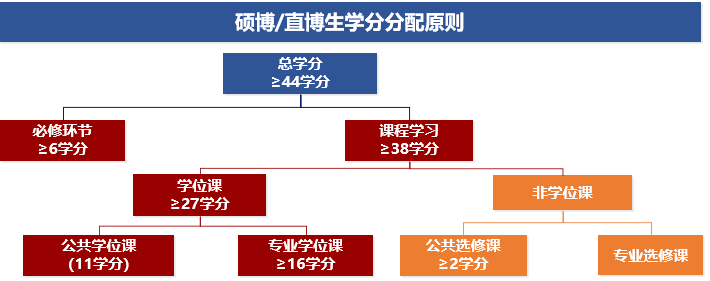 硕博/直博生学分分配原则
总学分
≥44学分
必修环节
≥6学分
课程学习
≥38学分
学位课
≥27学分
非学位课
公共学位课
(11学分)
专业学位课
≥16学分
公共选修课
≥2学分
专业选修课